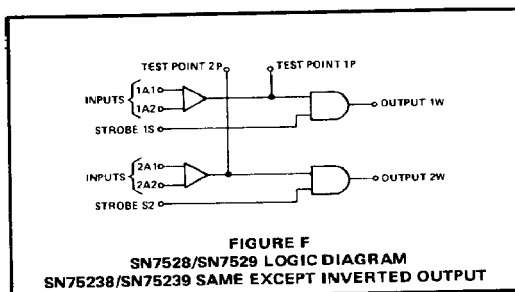 TEST POINT 2P
TEST POINT 1P
INPUTS
1A1
1A2
OUTPUT 1W
STROBE 1S
INPUTS
2A1
2A2
OUTPUT 2W
STROBE S2
FIGURE F
SN7528/SN7529 LOGIC DIAGRAM
SN75238/SN75239 SAME EXCEPT INVERTED OUTPUT